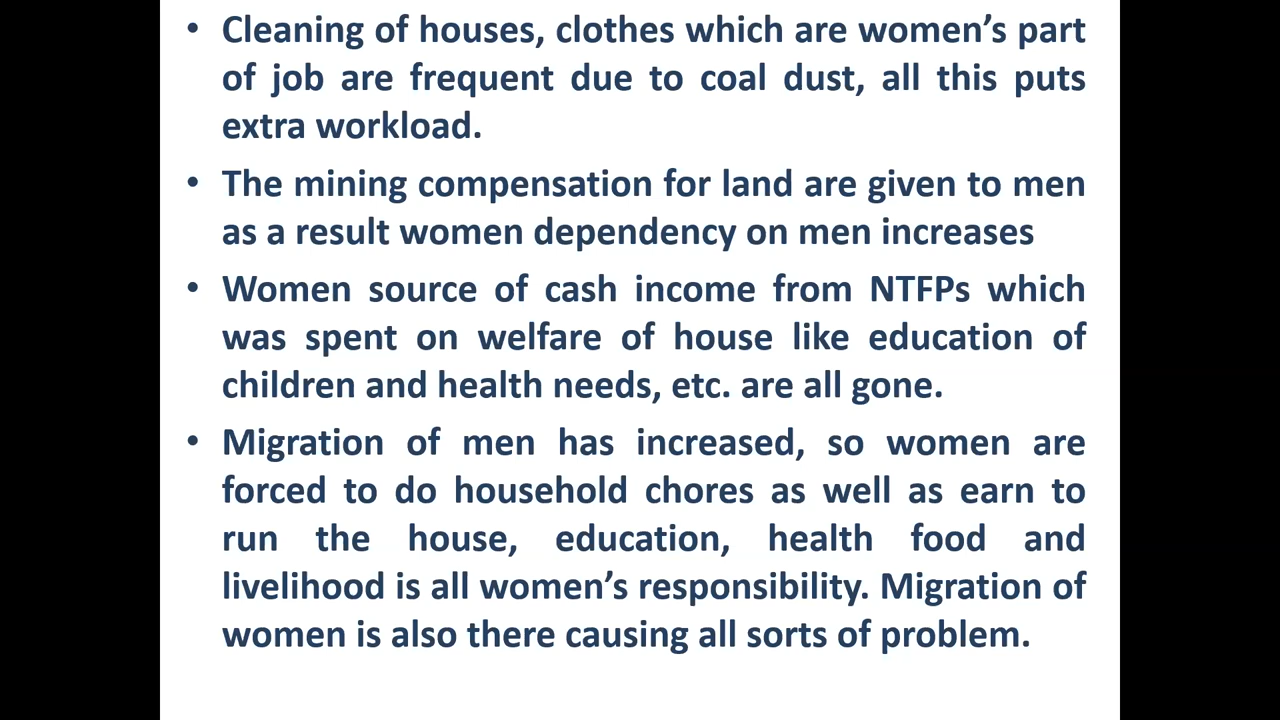 • Cleaning of houses, clothes which are women’s part
of job are frequent due to coal dust, all this puts
extra workload.
• The mining compensation for land are given to men
as a result women dependency on men increases
• Women source of cash income from NTFPs which
was spent on welfare of house like education of
children and health needs, etc. are all gone.
• Migration of men has increased, so women are
forced to do household chores as well as earn to
run the house, education, health food and
livelihood is all women’s responsibility. Migration of
women is also there causing all sorts of problem.